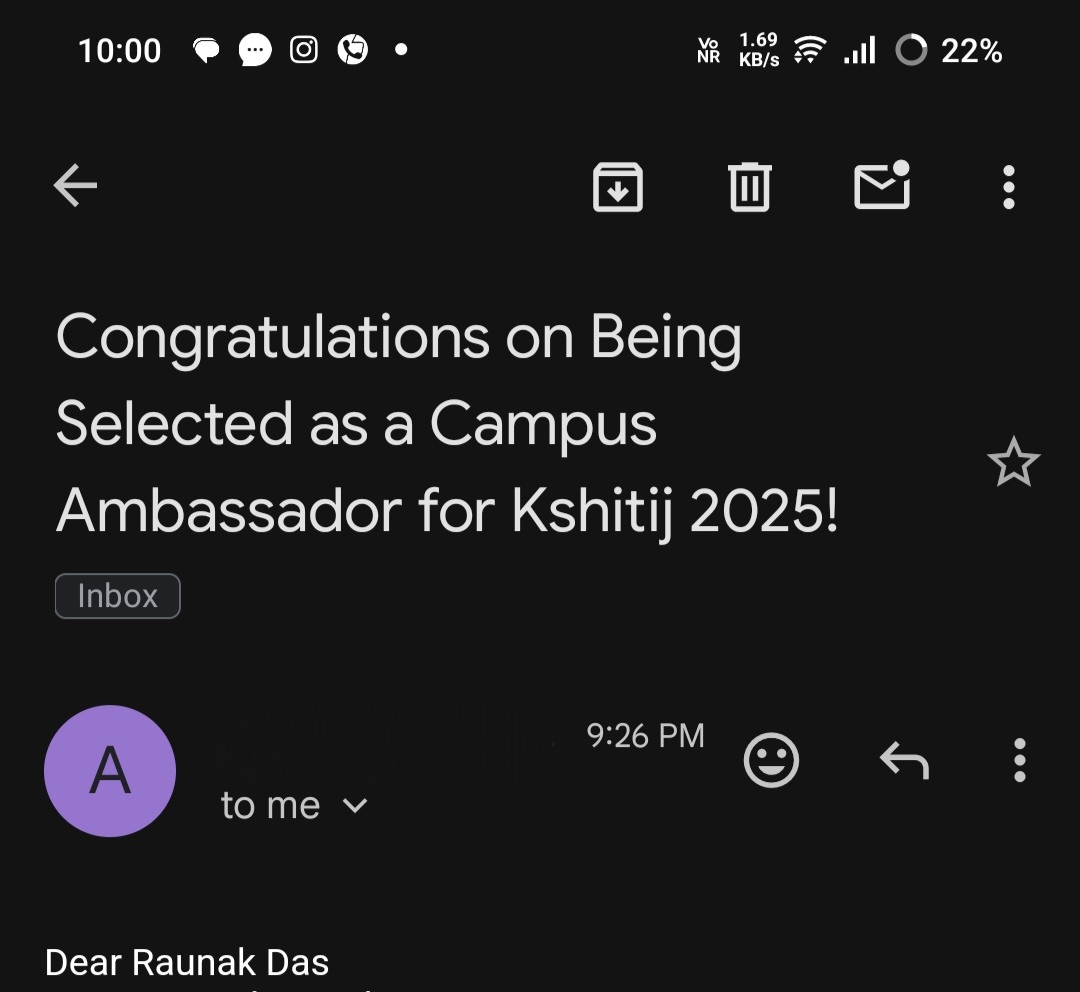 10:00
Vo NR 1.69 KB/s 22%
Congratulations on Being
Selected as a Campus
Ambassador for Kshitij 2025!
Inbox
A
9:26 PM
to me
Dear Raunak Das